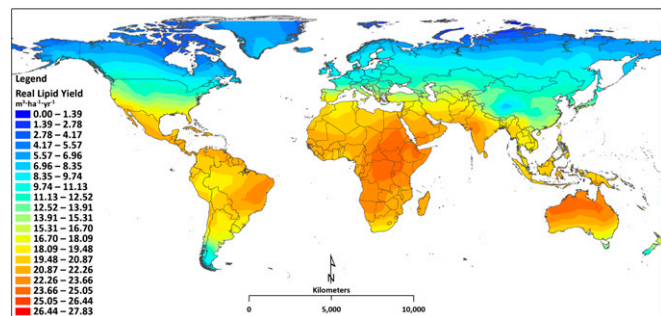 Legend
Real Lipid Yield
m³·ha⁻¹·yr⁻¹
0.00 – 1.39
1.39 – 2.78
2.78 – 4.17
4.17 – 5.57
5.57 – 6.96
6.96 – 8.35
8.35 – 9.74
9.74 – 11.13
11.13 – 12.52
12.52 – 13.91
13.91 – 15.31
15.31 – 16.70
16.70 – 18.09
18.09 – 19.48
19.48 – 20.87
20.87 – 22.26
22.26 – 23.66
23.66 – 25.05
25.05 – 26.44
26.44 – 27.83
N
Kilometers
0 5,000 10,000